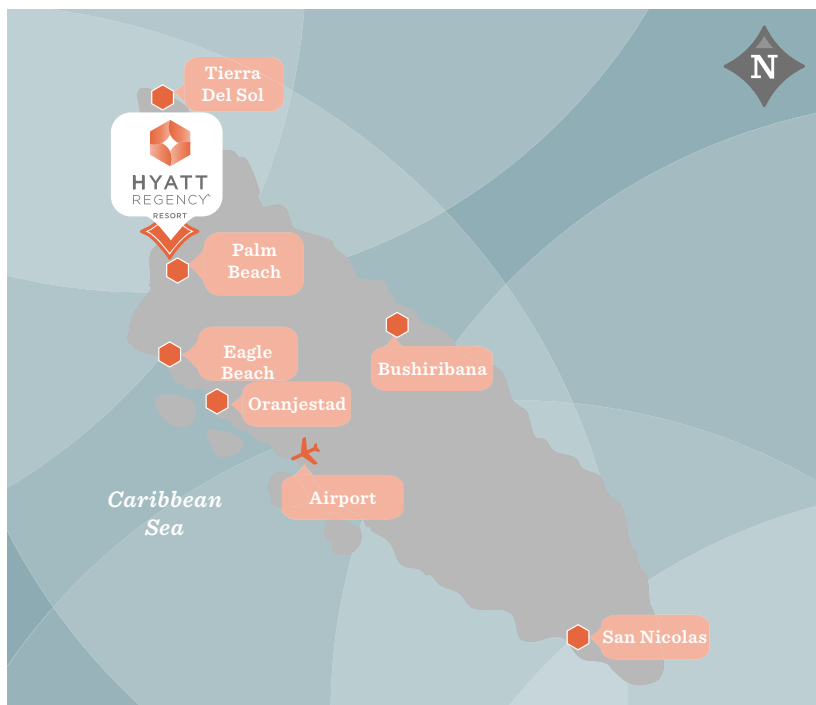 N
Tierra
Del Sol
HYATT
REGENCY
RESORT
Palm
Beach
Eagle
Beach
Bushiribana
Oranjestad
Airport
Caribbean
Sea
San Nicolas